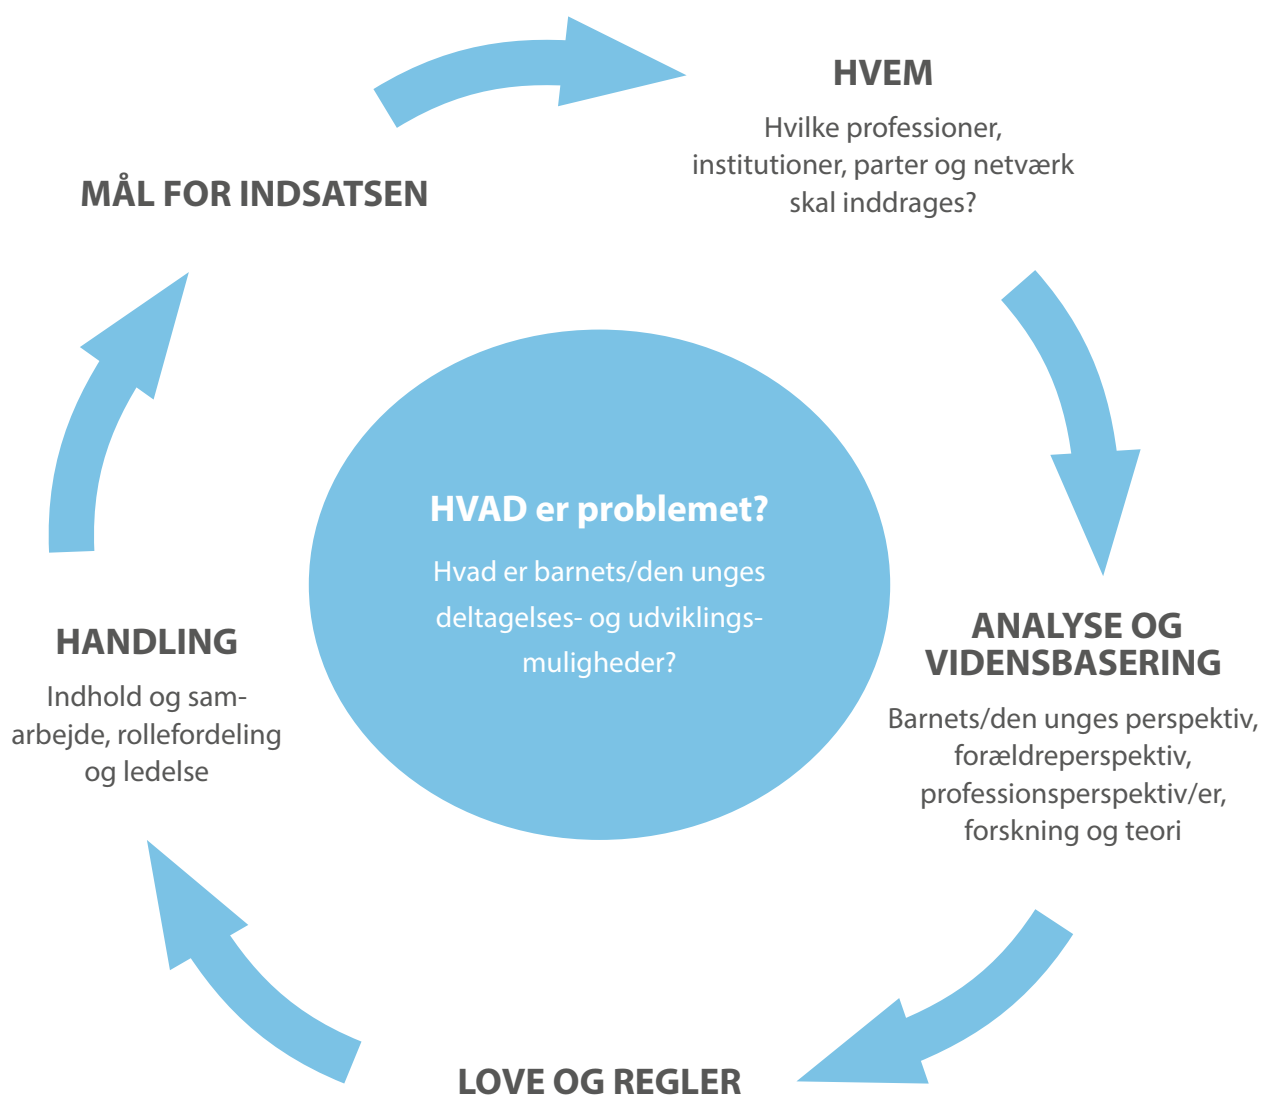 HVEM
Hvilke professioner,
institutioner, parter og netværk
skal inddrages?
MÅL FOR INDSATSEN
HVAD er problemet?
Hvad er barnets/den unges
deltagelses- og udviklings-
muligheder?
ANALYSE OG
VIDENSBASERING
Barnets/den unges perspektiv,
forældreperspektiv,
professionsperspektiv/er,
forskning og teori
HANDLING
Indhold og sam-
arbejde, rollefordeling
og ledelse
LOVE OG REGLER